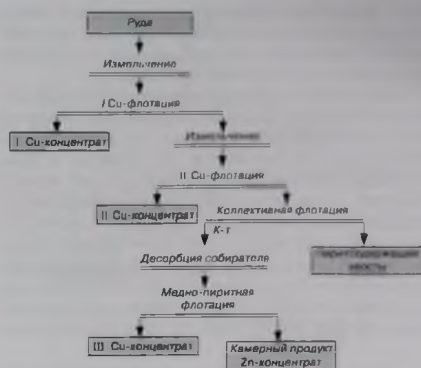 Руда
Измельчение
I Cu-флотация
I Cu-концентрат
Измельчение
II Cu-флотация
II Cu-концентрат
Коллективная флотация
К-т
Десорбция собирателя
хвосты
Медно-пиритная
флотация
III Cu-концентрат
Камерный продукт
Zn-концентрат